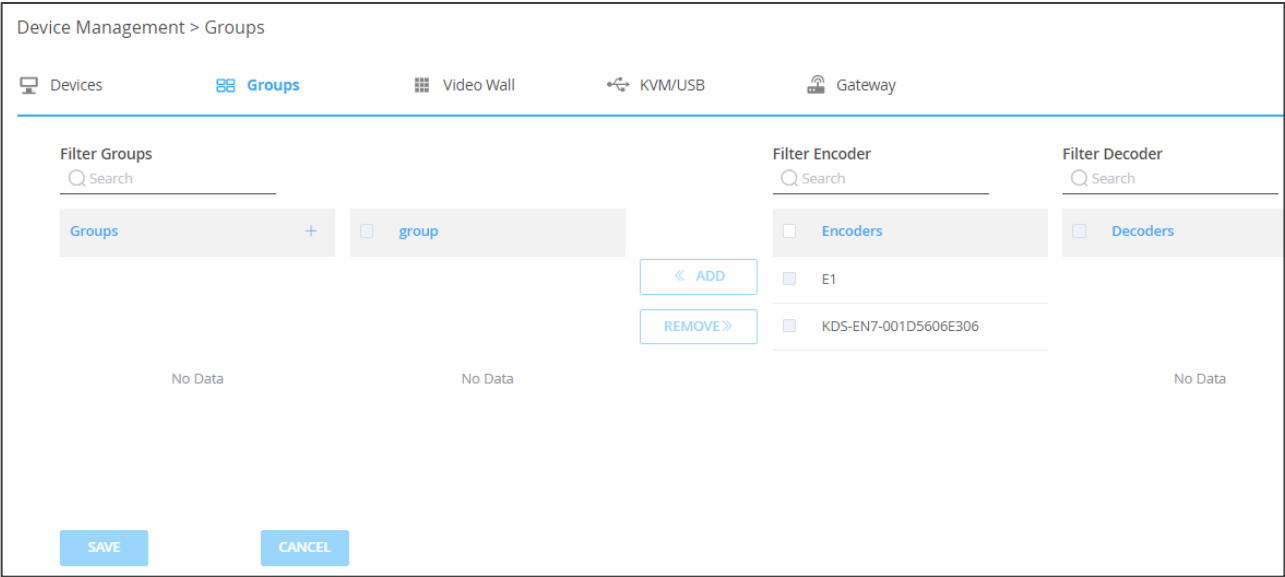 Device Management > Groups
Devices Groups Video Wall KVM/USB Gateway
Filter Groups Filter Encoder Filter Decoder
Search Search Search
Groups + group Encoders Decoders
« ADD E1
REMOVE » KDS-EN7-001D5606E306
No Data No Data No Data
SAVE CANCEL